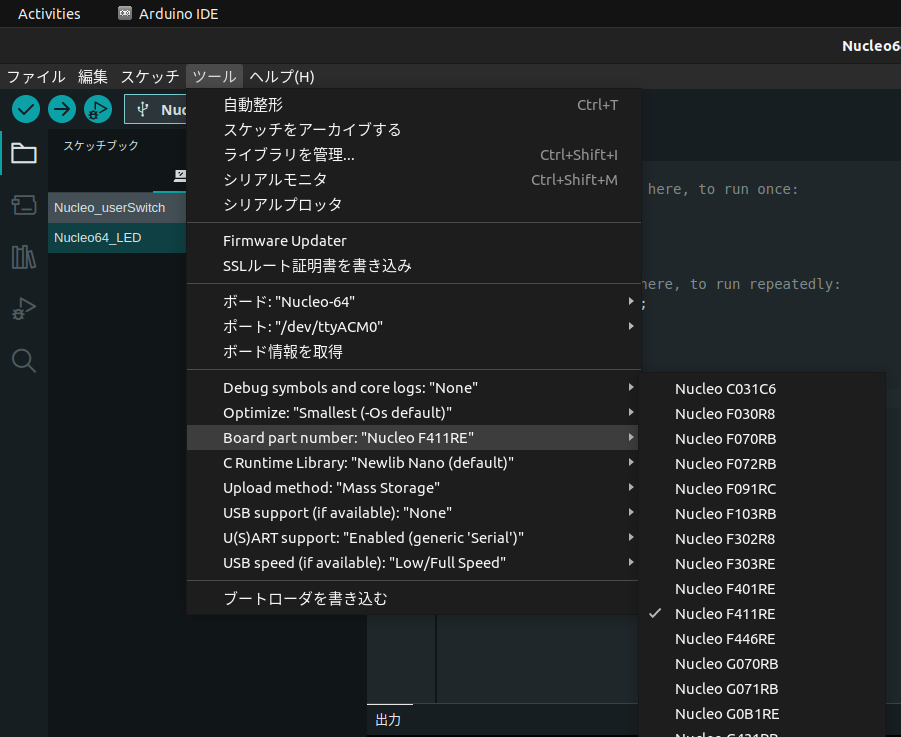 Activities
Arduino IDE
ファイル 編集 スケッチ ツール ヘルプ(H)
スケッチブック
Nucleo_userSwitch
Nucleo64_LED
自動整形 Ctrl+T
スケッチをアーカイブする
ライブラリを管理... Ctrl+Shift+I
シリアルモニタ Ctrl+Shift+M
シリアルプロッタ
Firmware Updater
SSLルート証明書を書き込み
ボード: "Nucleo-64"
ポート: "/dev/ttyACM0"
ボード情報を取得
Debug symbols and core logs: "None"
Optimize: "Smallest (-Os default)"
Board part number: "Nucleo F411RE"
C Runtime Library: "Newlib Nano (default)"
Upload method: "Mass Storage"
USB support (if available): "None"
U(S)ART support: "Enabled (generic 'Serial')"
USB speed (if available): "Low/Full Speed"
ブートローダを書き込む
here, to run once:
here, to run repeatedly:
;
Nucleo C031C6
Nucleo F030R8
Nucleo F070RB
Nucleo F072RB
Nucleo F091RC
Nucleo F103RB
Nucleo F302R8
Nucleo F303RE
Nucleo F401RE
Nucleo F411RE
Nucleo F446RE
Nucleo G070RB
Nucleo G071RB
Nucleo G0B1RE
出力